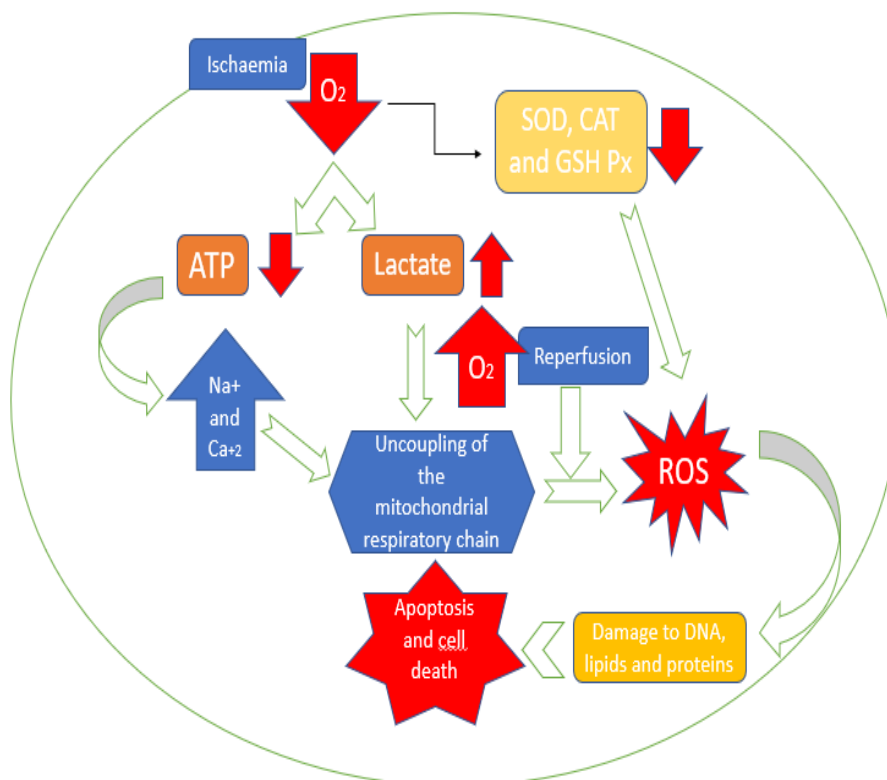 Ischaemia
O2
SOD, CAT
and GSH Px
ATP
Lactate
Na+
and
Ca+2
O2
Reperfusion
Uncoupling of
the
mitochondrial
respiratory chain
ROS
Apoptosis
and cell
death
Damage to DNA,
lipids and proteins